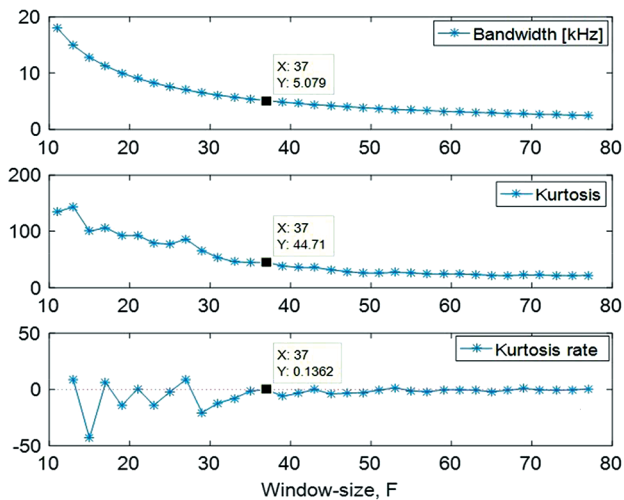 20
Bandwidth [kHz]
X: 37
Y: 5.079
10
0
10 20 30 40 50 60 70 80
200
Kurtosis
X: 37
Y: 44.71
100
0
10 20 30 40 50 60 70 80
50
Kurtosis rate
X: 37
Y: 0.1362
0
-50
10 20 30 40 50 60 70 80
Window-size, F